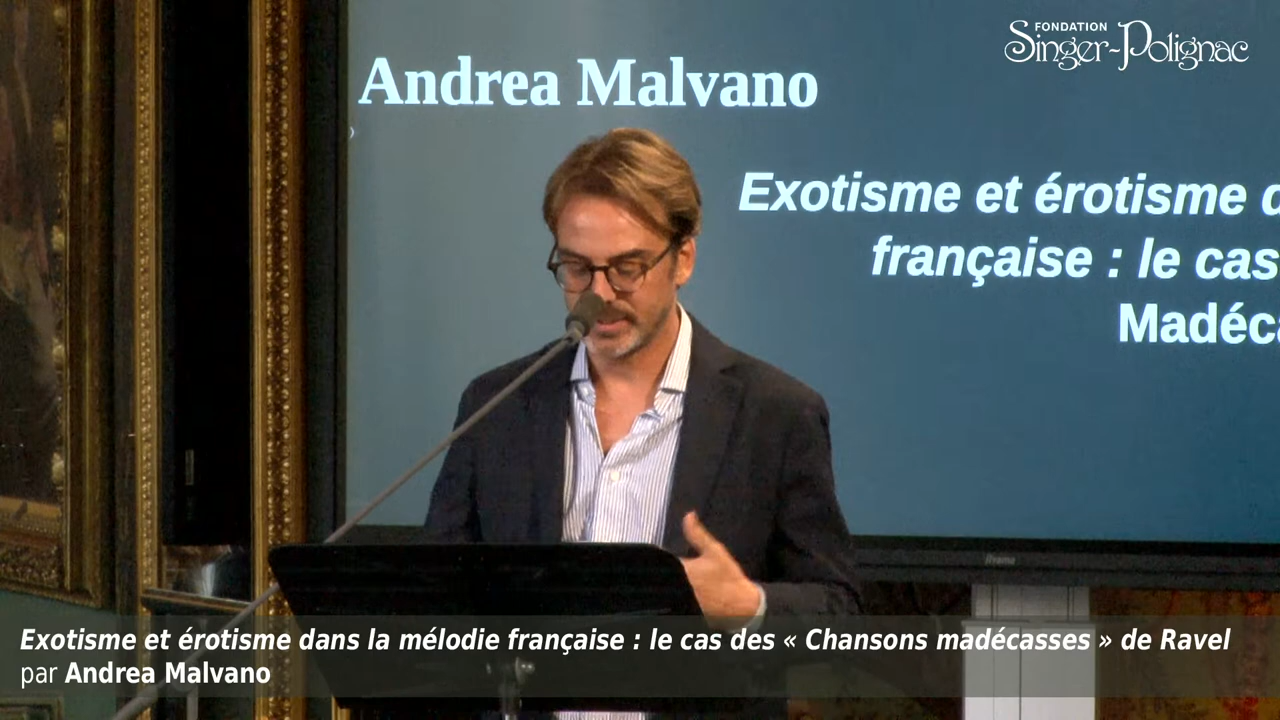 FONDATION
Singer-Polignac
Andrea Malvano
Exotisme et érotisme d
française : le cas
Madéca
Exotisme et érotisme dans la mélodie française : le cas des « Chansons madécasses » de Ravel
par Andrea Malvano